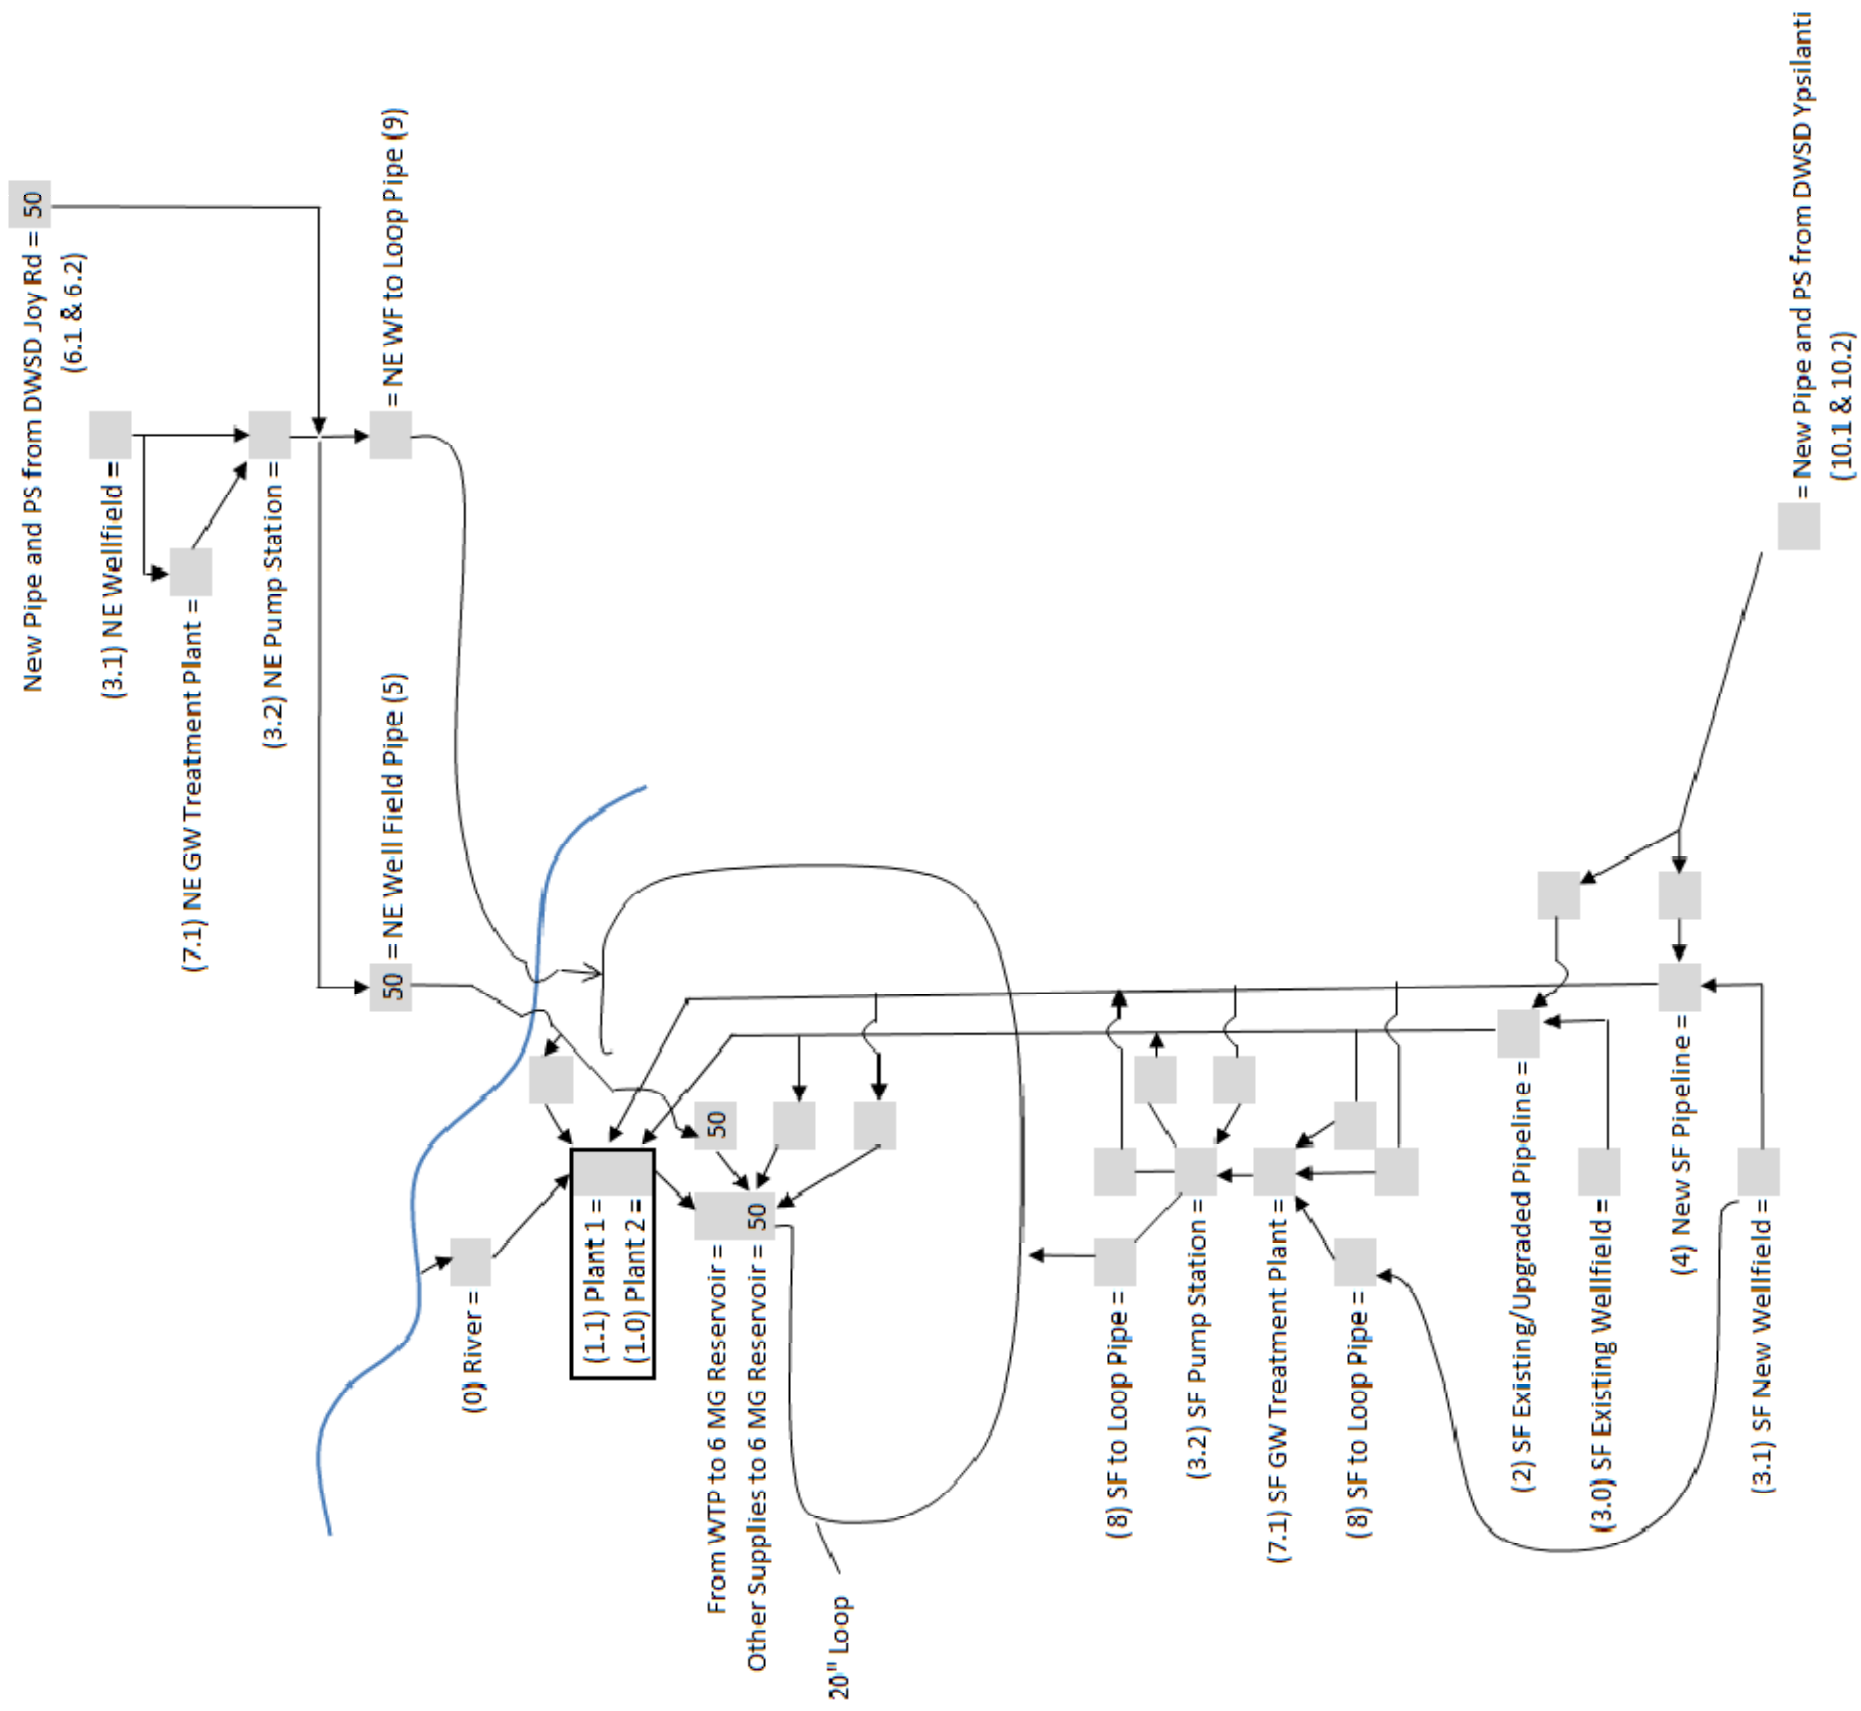 New Pipe and PS from DWSD Joy Rd = 50
(6.1 & 6.2)
(3.1) NE Wellfield =
(7.1) NE GW Treatment Plant =
(3.2) NE Pump Station =
= NE WF to Loop Pipe (9)
50 = NE Well Field Pipe (5)
(0) River =
(1.1) Plant 1 =
(1.0) Plant 2 =
50
From WTP to 6 MG Reservoir =
Other Supplies to 6 MG Reservoir = 50
20" Loop
(8) SF to Loop Pipe =
(3.2) SF Pump Station =
(7.1) SF GW Treatment Plant =
(8) SF to Loop Pipe =
(2) SF Existing/Upgraded Pipeline =
(3.0) SF Existing Wellfield =
(4) New SF Pipeline =
(3.1) SF New Wellfield =
= New Pipe and PS from DWSD Ypsilanti
(10.1 & 10.2)